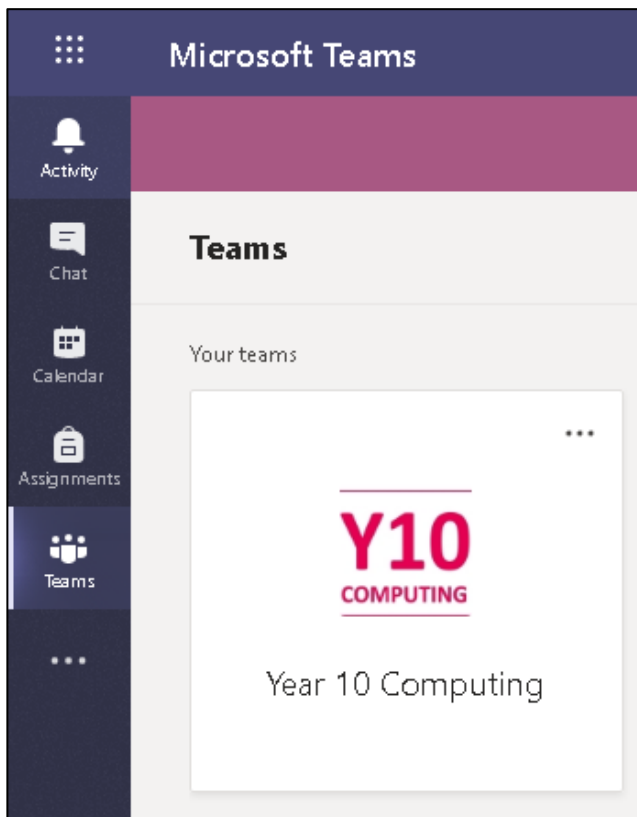 Microsoft Teams
Activity
Chat
Calendar
Assignments
Teams
Teams
Your teams
Y10
COMPUTING
Year 10 Computing